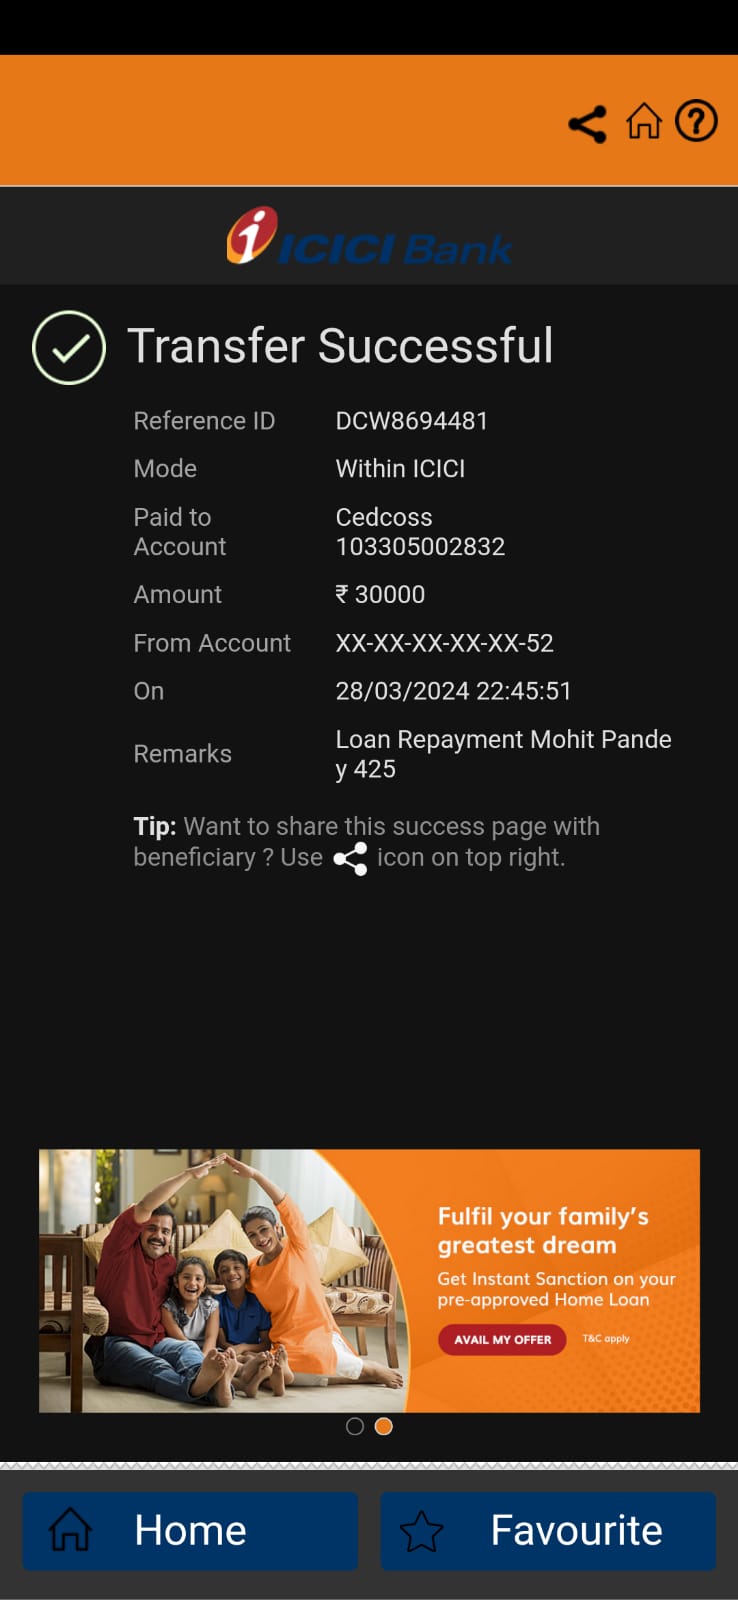 ICICI Bank
Transfer Successful
Reference ID DCW8694481
Mode Within ICICI
Paid to Cedcoss
Account 103305002832
Amount ₹ 30000
From Account XX-XX-XX-XX-XX-52
On 28/03/2024 22:45:51
Remarks Loan Repayment Mohit Pande
y 425
Tip: Want to share this success page with
beneficiary ? Use icon on top right.
Fulfil your family's
greatest dream
Get Instant Sanction on your
pre-approved Home Loan
AVAIL MY OFFER T&C apply
Home Favourite